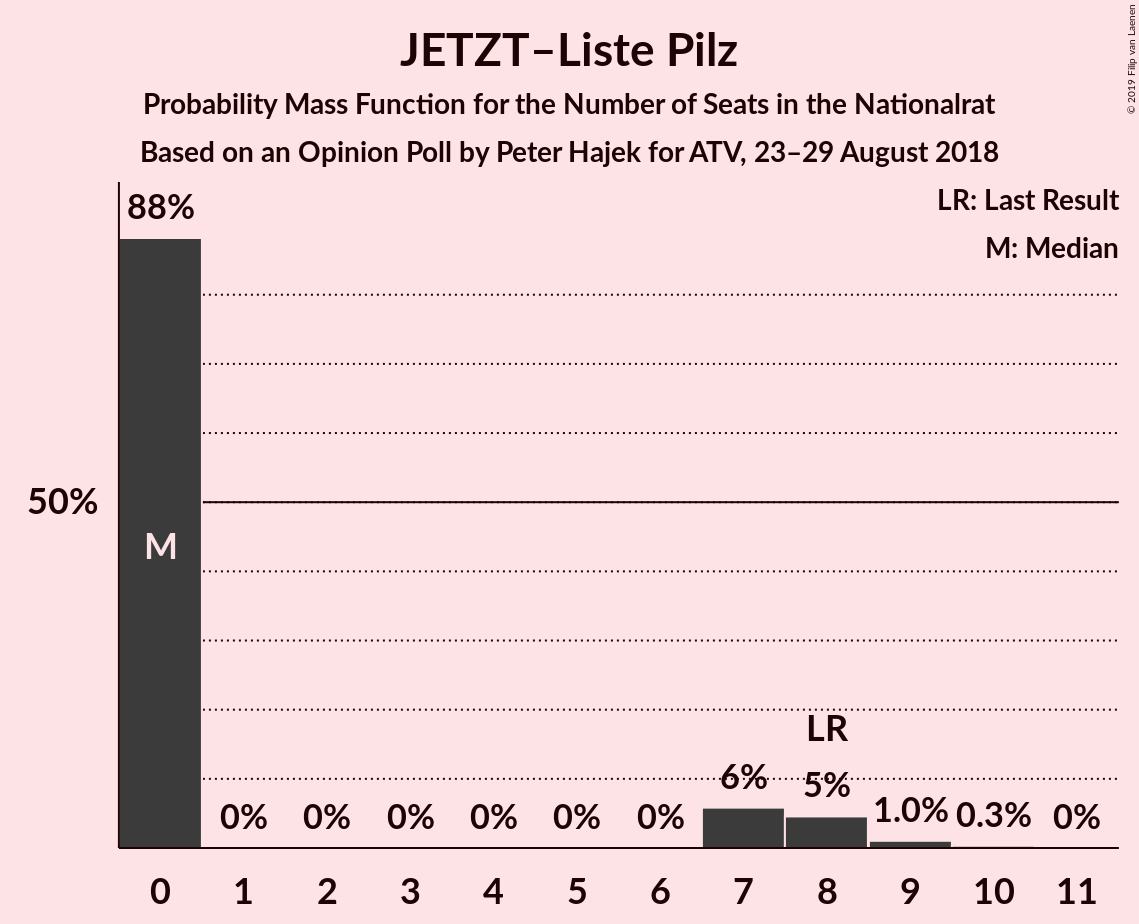 JETZT–Liste Pilz
Probability Mass Function for the Number of Seats in the Nationalrat
Based on an Opinion Poll by Peter Hajek for ATV, 23–29 August 2018
© 2019 Filip van Laenen
LR: Last Result
M: Median
88%
50%
M
LR
0% 0% 0% 0% 0% 0% 6% 5% 1.0% 0.3% 0%
0 1 2 3 4 5 6 7 8 9 10 11